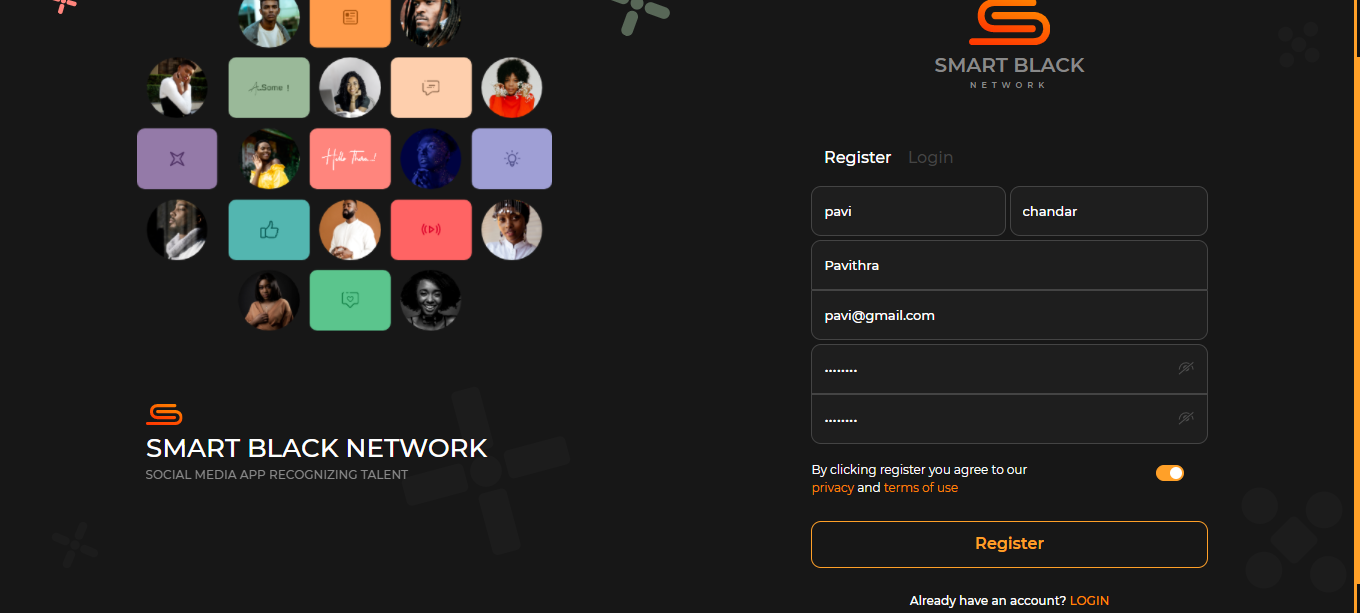 A..Some !
Hello There..!
SMART BLACK NETWORK
SOCIAL MEDIA APP RECOGNIZING TALENT
SMART BLACK
NETWORK
Register Login
pavi chandar
Pavithra
pavi@gmail.com
••••••••
••••••••
By clicking register you agree to our
privacy and terms of use
Register
Already have an account? LOGIN